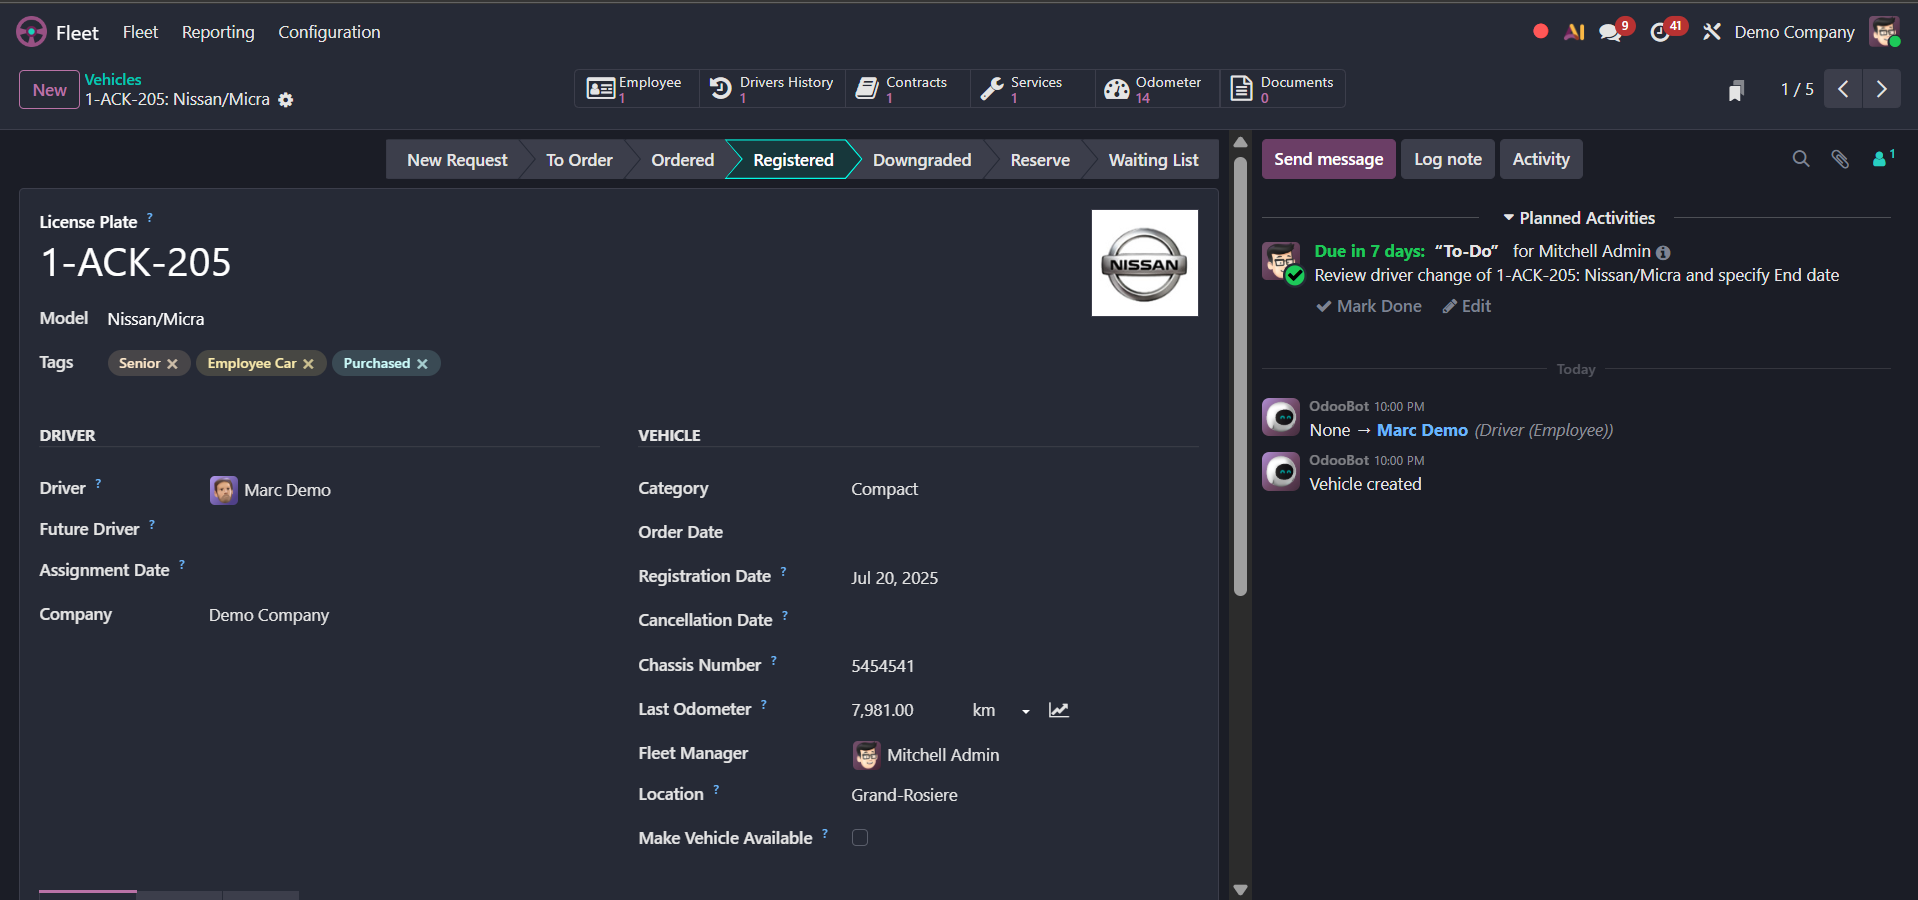 Fleet Fleet Reporting Configuration
9 41 Demo Company
New
Vehicles
1-ACK-205: Nissan/Micra
Employee
1
Drivers History
1
Contracts
1
Services
1
Odometer
14
Documents
0
1 / 5
New Request To Order Ordered Registered Downgraded Reserve Waiting List
License Plate ?
1-ACK-205
NISSAN
Model Nissan/Micra
Tags Senior Employee Car Purchased
DRIVER
Driver ? Marc Demo
Future Driver ?
Assignment Date ?
Company Demo Company
VEHICLE
Category Compact
Order Date
Registration Date ? Jul 20, 2025
Cancellation Date ?
Chassis Number ? 5454541
Last Odometer ? 7,981.00 km
Fleet Manager Mitchell Admin
Location ? Grand-Rosiere
Make Vehicle Available ?
Send message Log note Activity 1
Planned Activities
Due in 7 days: “To-Do” for Mitchell Admin
Review driver change of 1-ACK-205: Nissan/Micra and specify End date
Mark Done Edit
Today
OdooBot 10:00 PM
None → Marc Demo (Driver (Employee))
OdooBot 10:00 PM
Vehicle created